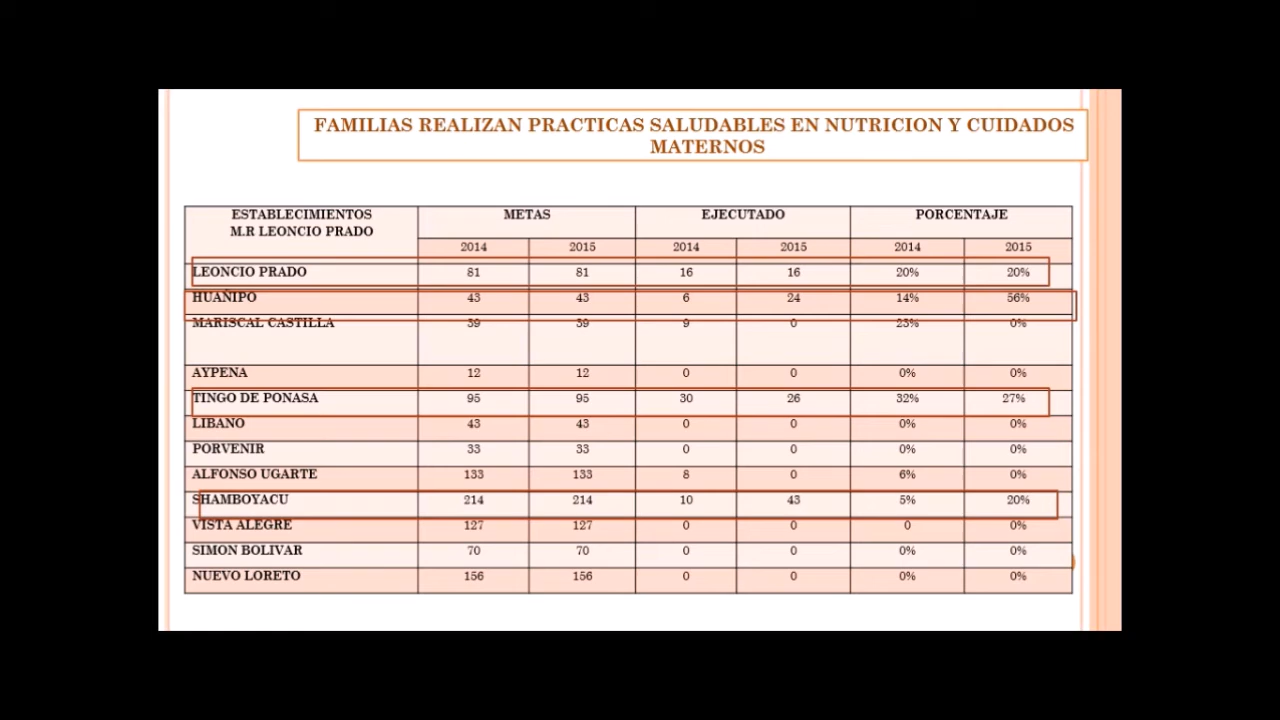 FAMILIAS REALIZAN PRACTICAS SALUDABLES EN NUTRICION Y CUIDADOS
MATERNOS
ESTABLECIMIENTOS METAS EJECUTADO PORCENTAJE
M.R LEONCIO PRADO
2014 2015 2014 2015 2014 2015
LEONCIO PRADO 81 81 16 16 20% 20%
HUAÑIPO 43 43 6 24 14% 56%
MARISCAL CASTILLA 39 39 9 0 23% 0%
AYPENA 12 12 0 0 0% 0%
TINGO DE PONASA 95 95 30 26 32% 27%
LIBANO 43 43 0 0 0% 0%
PORVENIR 33 33 0 0 0% 0%
ALFONSO UGARTE 133 133 8 0 6% 0%
SHAMBOYACU 214 214 10 43 5% 20%
VISTA ALEGRE 127 127 0 0 0 0%
SIMON BOLIVAR 70 70 0 0 0% 0%
NUEVO LORETO 156 156 0 0 0% 0%